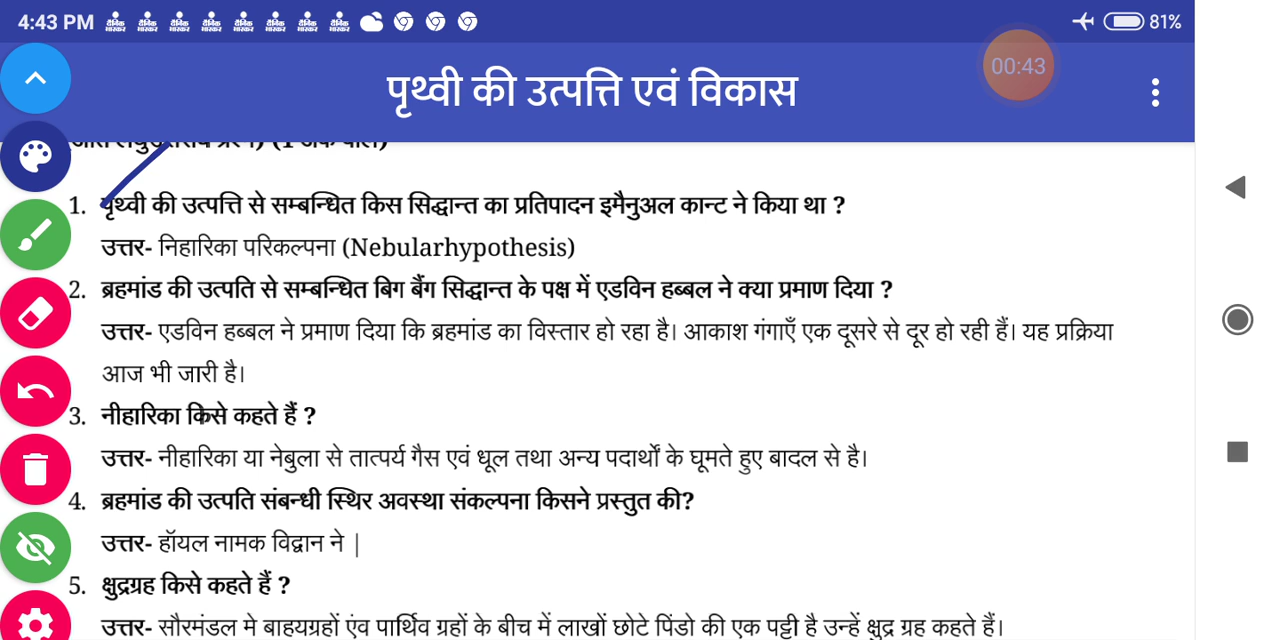 4:43 PM
81%
00:43
पृथ्वी की उत्पत्ति एवं विकास
1. पृथ्वी की उत्पत्ति से सम्बन्धित किस सिद्धान्त का प्रतिपादन इमैनुअल कान्ट ने किया था ?
उत्तर- निहारिका परिकल्पना (Nebularhypothesis)
2. ब्रहमांड की उत्पति से सम्बन्धित बिग बैंग सिद्धान्त के पक्ष में एडविन हब्बल ने क्या प्रमाण दिया ?
उत्तर- एडविन हब्बल ने प्रमाण दिया कि ब्रहमांड का विस्तार हो रहा है। आकाश गंगाएँ एक दूसरे से दूर हो रही हैं। यह प्रक्रिया
आज भी जारी है।
3. नीहारिका किसे कहते हैं ?
उत्तर- नीहारिका या नेबुला से तात्पर्य गैस एवं धूल तथा अन्य पदार्थों के घूमते हुए बादल से है।
4. ब्रहमांड की उत्पति संबन्धी स्थिर अवस्था संकल्पना किसने प्रस्तुत की?
उत्तर- हॉयल नामक विद्वान ने |
5. क्षुद्रग्रह किसे कहते हैं ?
उत्तर- सौरमंडल मे बाहयग्रहों एंव पार्थिव ग्रहों के बीच में लाखों छोटे पिंडो की एक पट्टी है उन्हें क्षुद्र ग्रह कहते हैं।